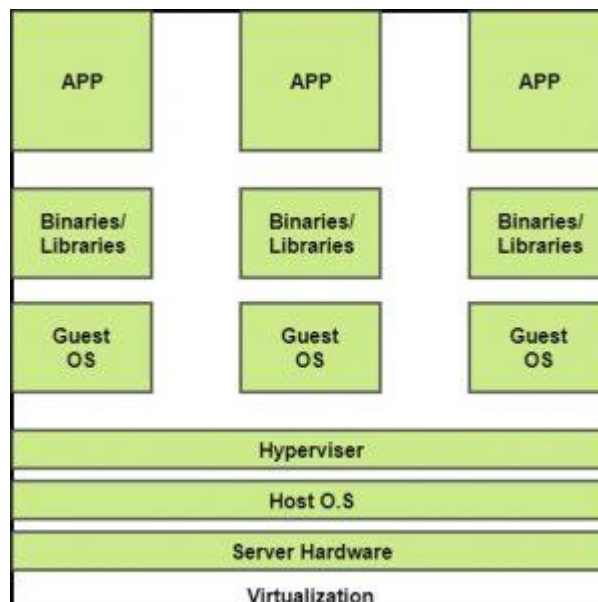 APP APP APP
Binaries/ Binaries/ Binaries/
Libraries Libraries Libraries
Guest Guest Guest
OS OS OS
Hyperviser
Host O.S
Server Hardware
Virtualization